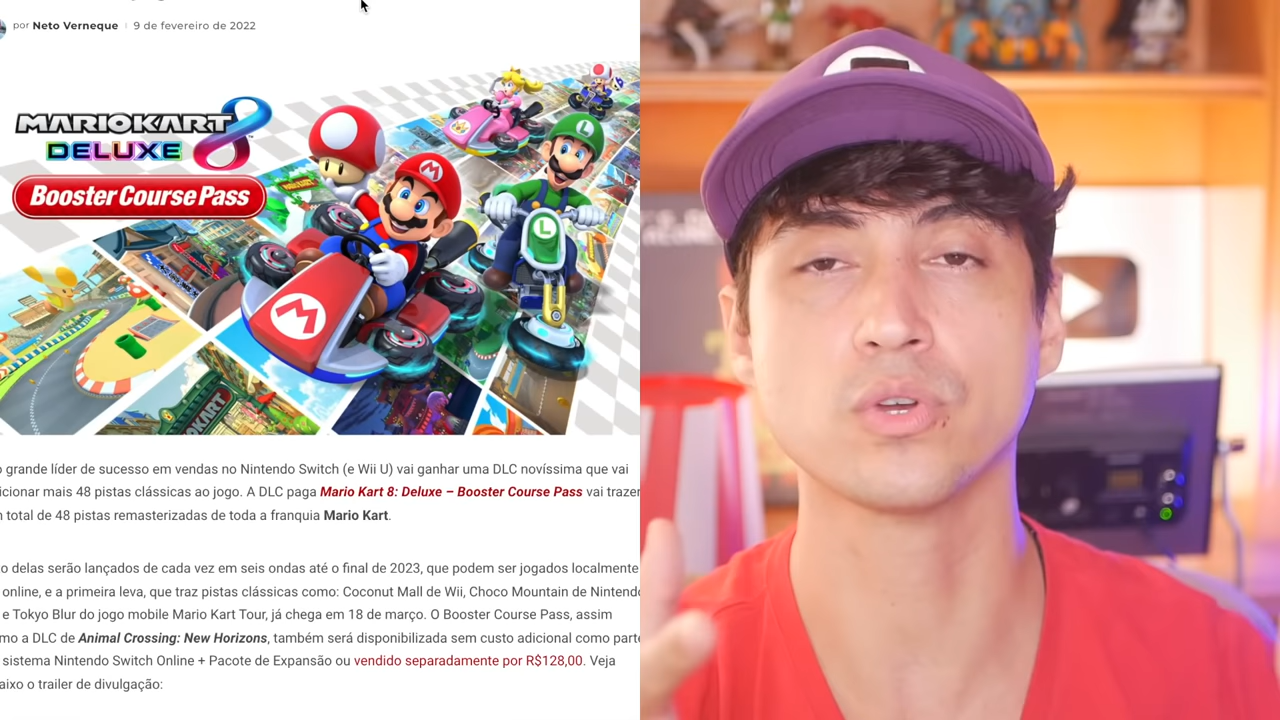 por Neto Verneque 9 de fevereiro de 2022
MARIOKART 8
DELUXE
Booster Course Pass
M
L
L
M
MARIOKART
grande líder de sucesso em vendas no Nintendo Switch (e Wii U) vai ganhar uma DLC novíssima que vai
icionar mais 48 pistas clássicas ao jogo. A DLC paga Mario Kart 8: Deluxe – Booster Course Pass vai trazer
total de 48 pistas remasterizadas de toda a franquia Mario Kart.
o delas serão lançados de cada vez em seis ondas até o final de 2023, que podem ser jogados localmente
online, e a primeira leva, que traz pistas clássicas como: Coconut Mall de Wii, Choco Mountain de Nintendo
e Tokyo Blur do jogo mobile Mario Kart Tour, já chega em 18 de março. O Booster Course Pass, assim
mo a DLC de Animal Crossing: New Horizons, também será disponibilizada sem custo adicional como parte
sistema Nintendo Switch Online + Pacote de Expansão ou vendido separadamente por R$128,00. Veja
aixo o trailer de divulgação: